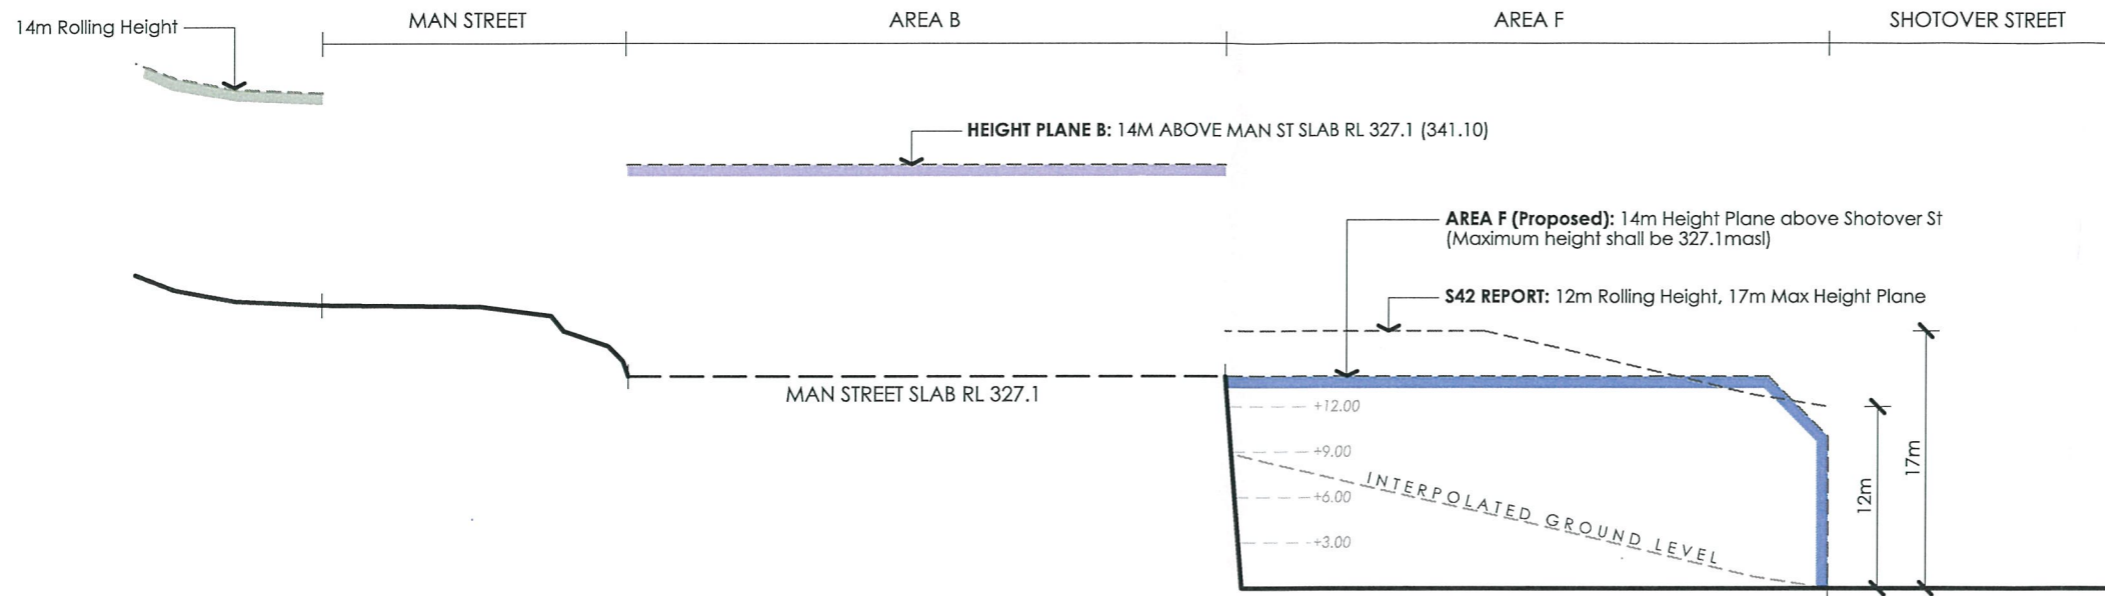 14m Rolling Height
MAN STREET
AREA B
AREA F
SHOTOVER STREET
HEIGHT PLANE B: 14M ABOVE MAN ST SLAB RL 327.1 (341.10)
AREA F (Proposed): 14m Height Plane above Shotover St
(Maximum height shall be 327.1masl)
S42 REPORT: 12m Rolling Height, 17m Max Height Plane
MAN STREET SLAB RL 327.1
+12.00
+9.00
+6.00
+3.00
INTERPOLATED GROUND LEVEL
12m
17m